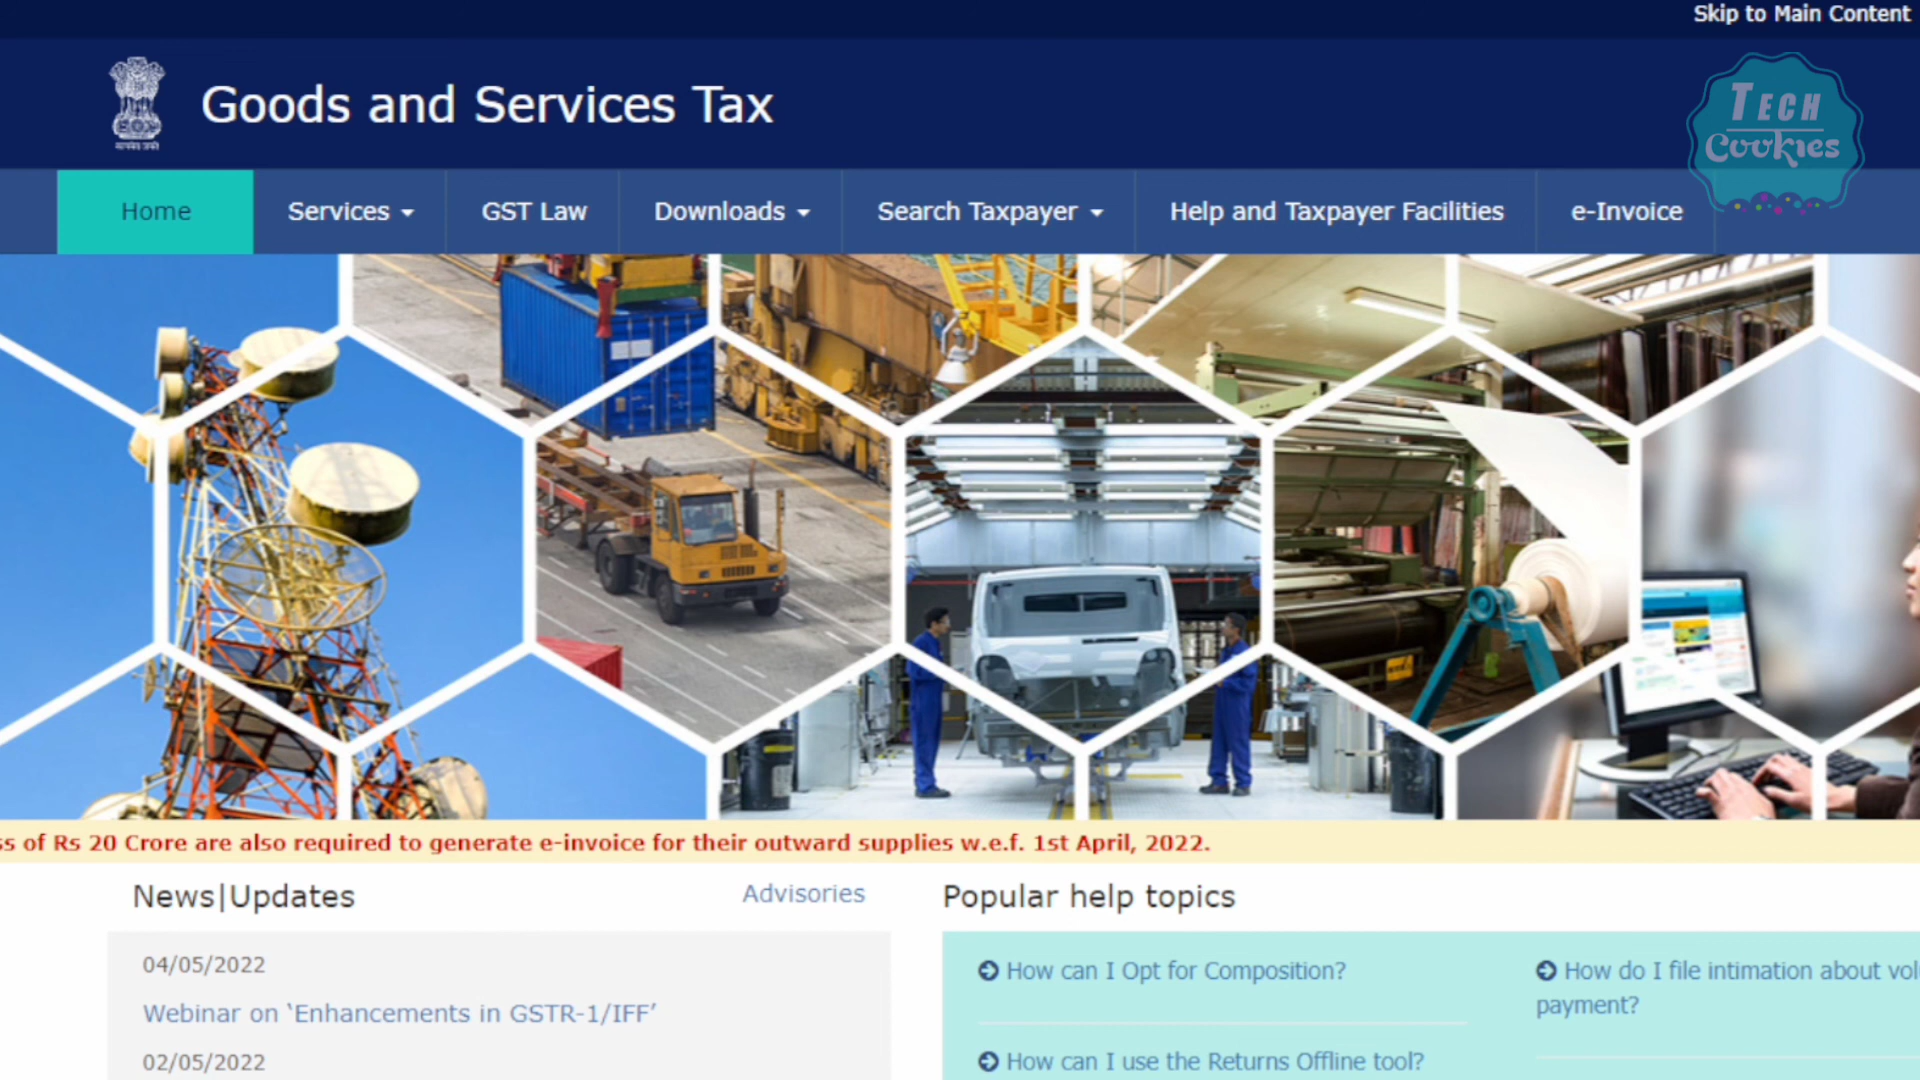 Skip to Main Content
Goods and Services Tax
TECH
Cookies
Home
Services
GST Law
Downloads
Search Taxpayer
Help and Taxpayer Facilities
e-Invoice
of Rs 20 Crore are also required to generate e-invoice for their outward supplies w.e.f. 1st April, 2022.
News|Updates
Advisories
Popular help topics
04/05/2022
Webinar on ‘Enhancements in GSTR-1/IFF’
02/05/2022
How can I Opt for Composition?
How can I use the Returns Offline tool?
How do I file intimation about
payment?